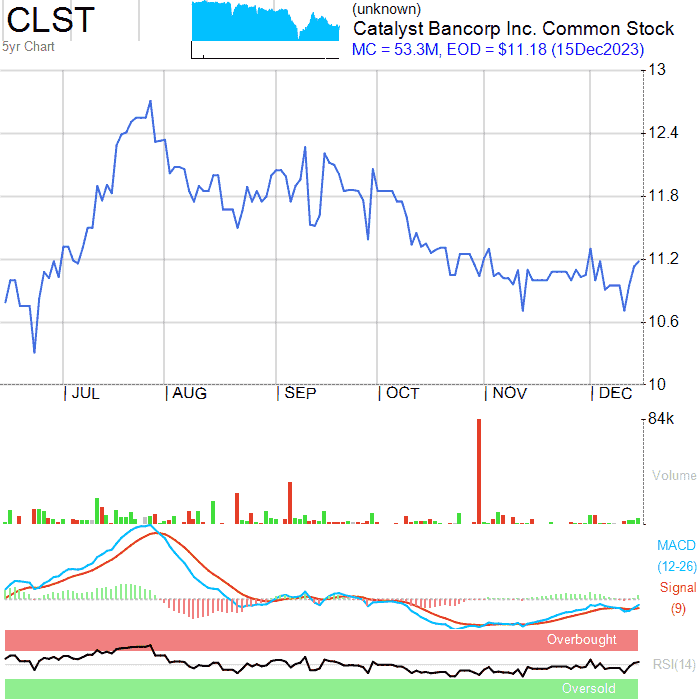 CLST
5yr Chart
(unknown)
Catalyst Bancorp Inc. Common Stock
MC = 53.3M, EOD = $11.18 (15Dec2023)
13
12.4
11.8
11.2
10.6
10
JUL AUG SEP OCT NOV DEC
84k
Volume
MACD
(12-26)
Signal
(9)
Overbought
RSI(14)
Oversold